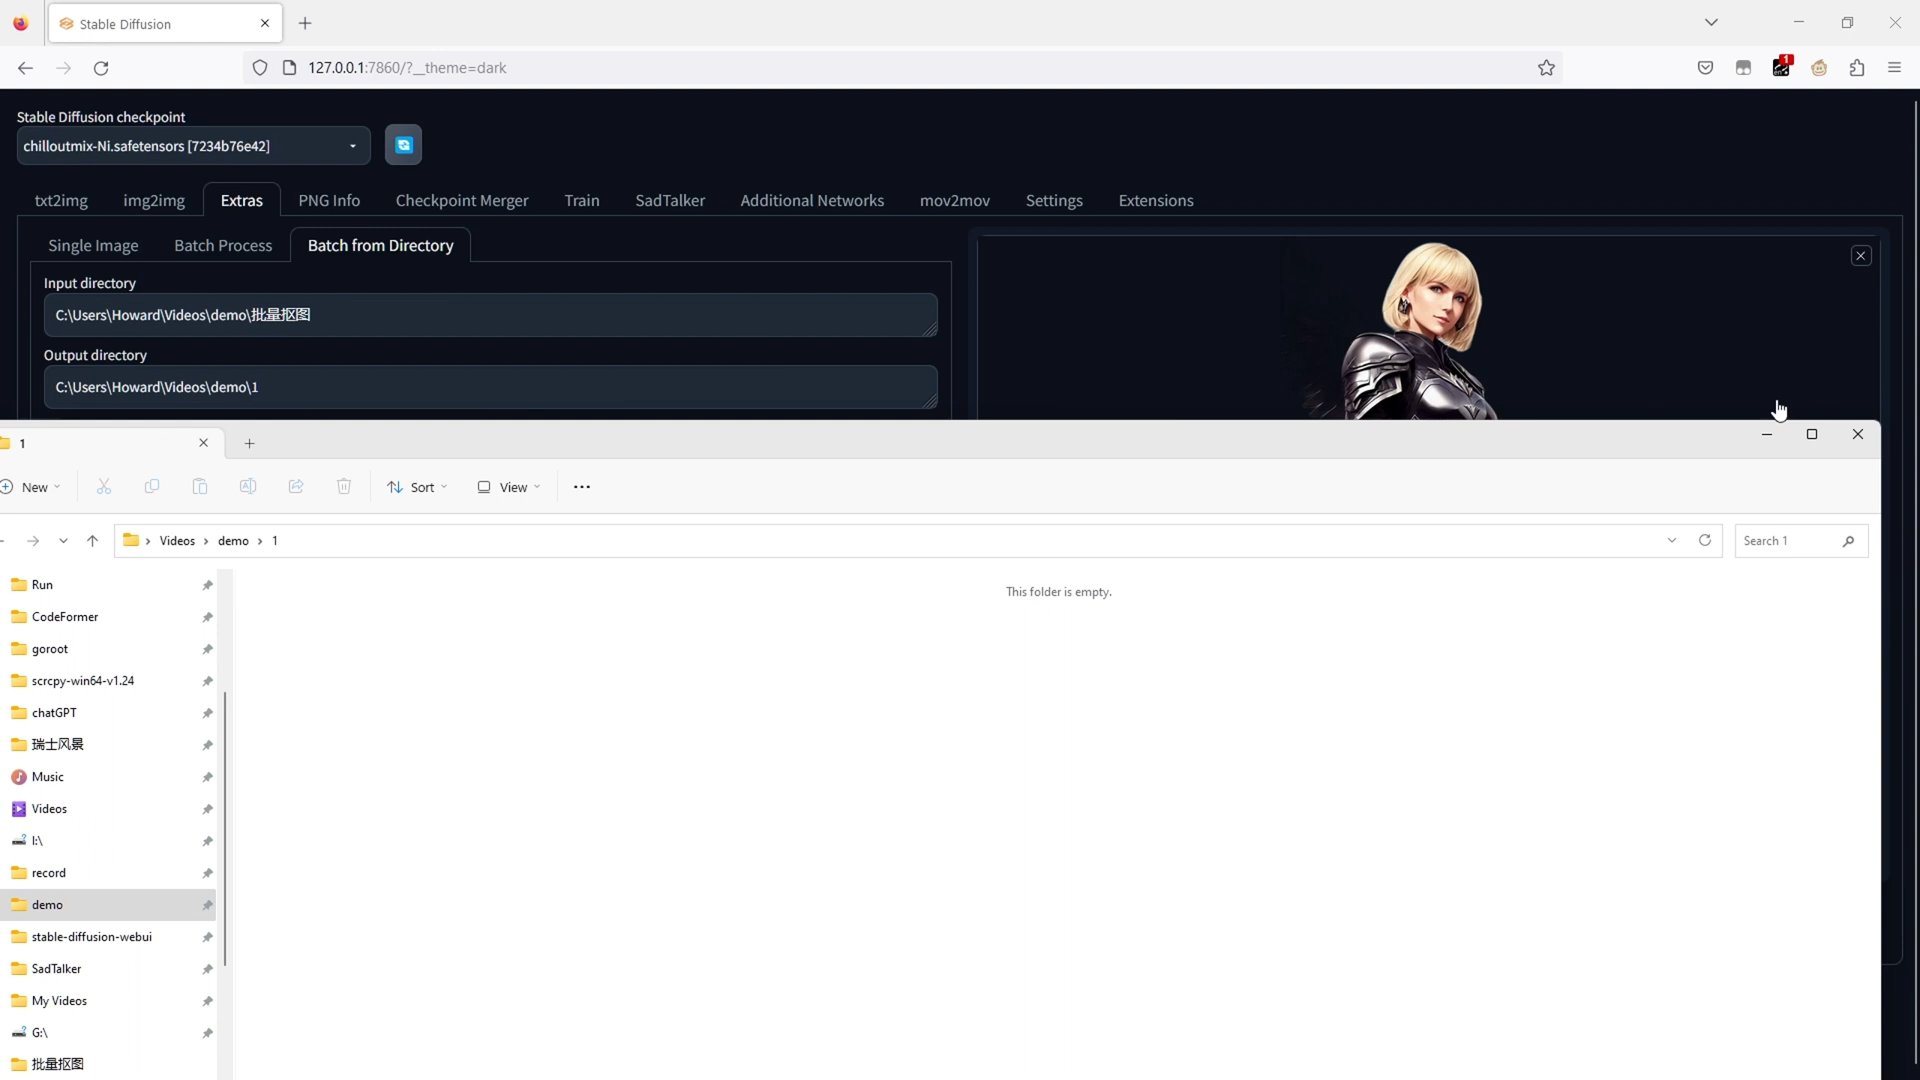 Stable Diffusion
127.0.0.1:7860/?__theme=dark
1
Stable Diffusion checkpoint
chilloutmix-Ni.safetensors [7234b76e42]
txt2img img2img Extras PNG Info Checkpoint Merger Train SadTalker Additional Networks mov2mov Settings Extensions
Single Image Batch Process Batch from Directory
Input directory
C:\Users\Howard\Videos\demo\批量抠图
Output directory
C:\Users\Howard\Videos\demo\1
1
New Sort View
Videos > demo > 1
Search 1
This folder is empty.
Run
CodeFormer
goroot
scrcpy-win64-v1.24
chatGPT
瑞士风景
Music
Videos
I:\
record
demo
stable-diffusion-webui
SadTalker
My Videos
G:\
批量抠图